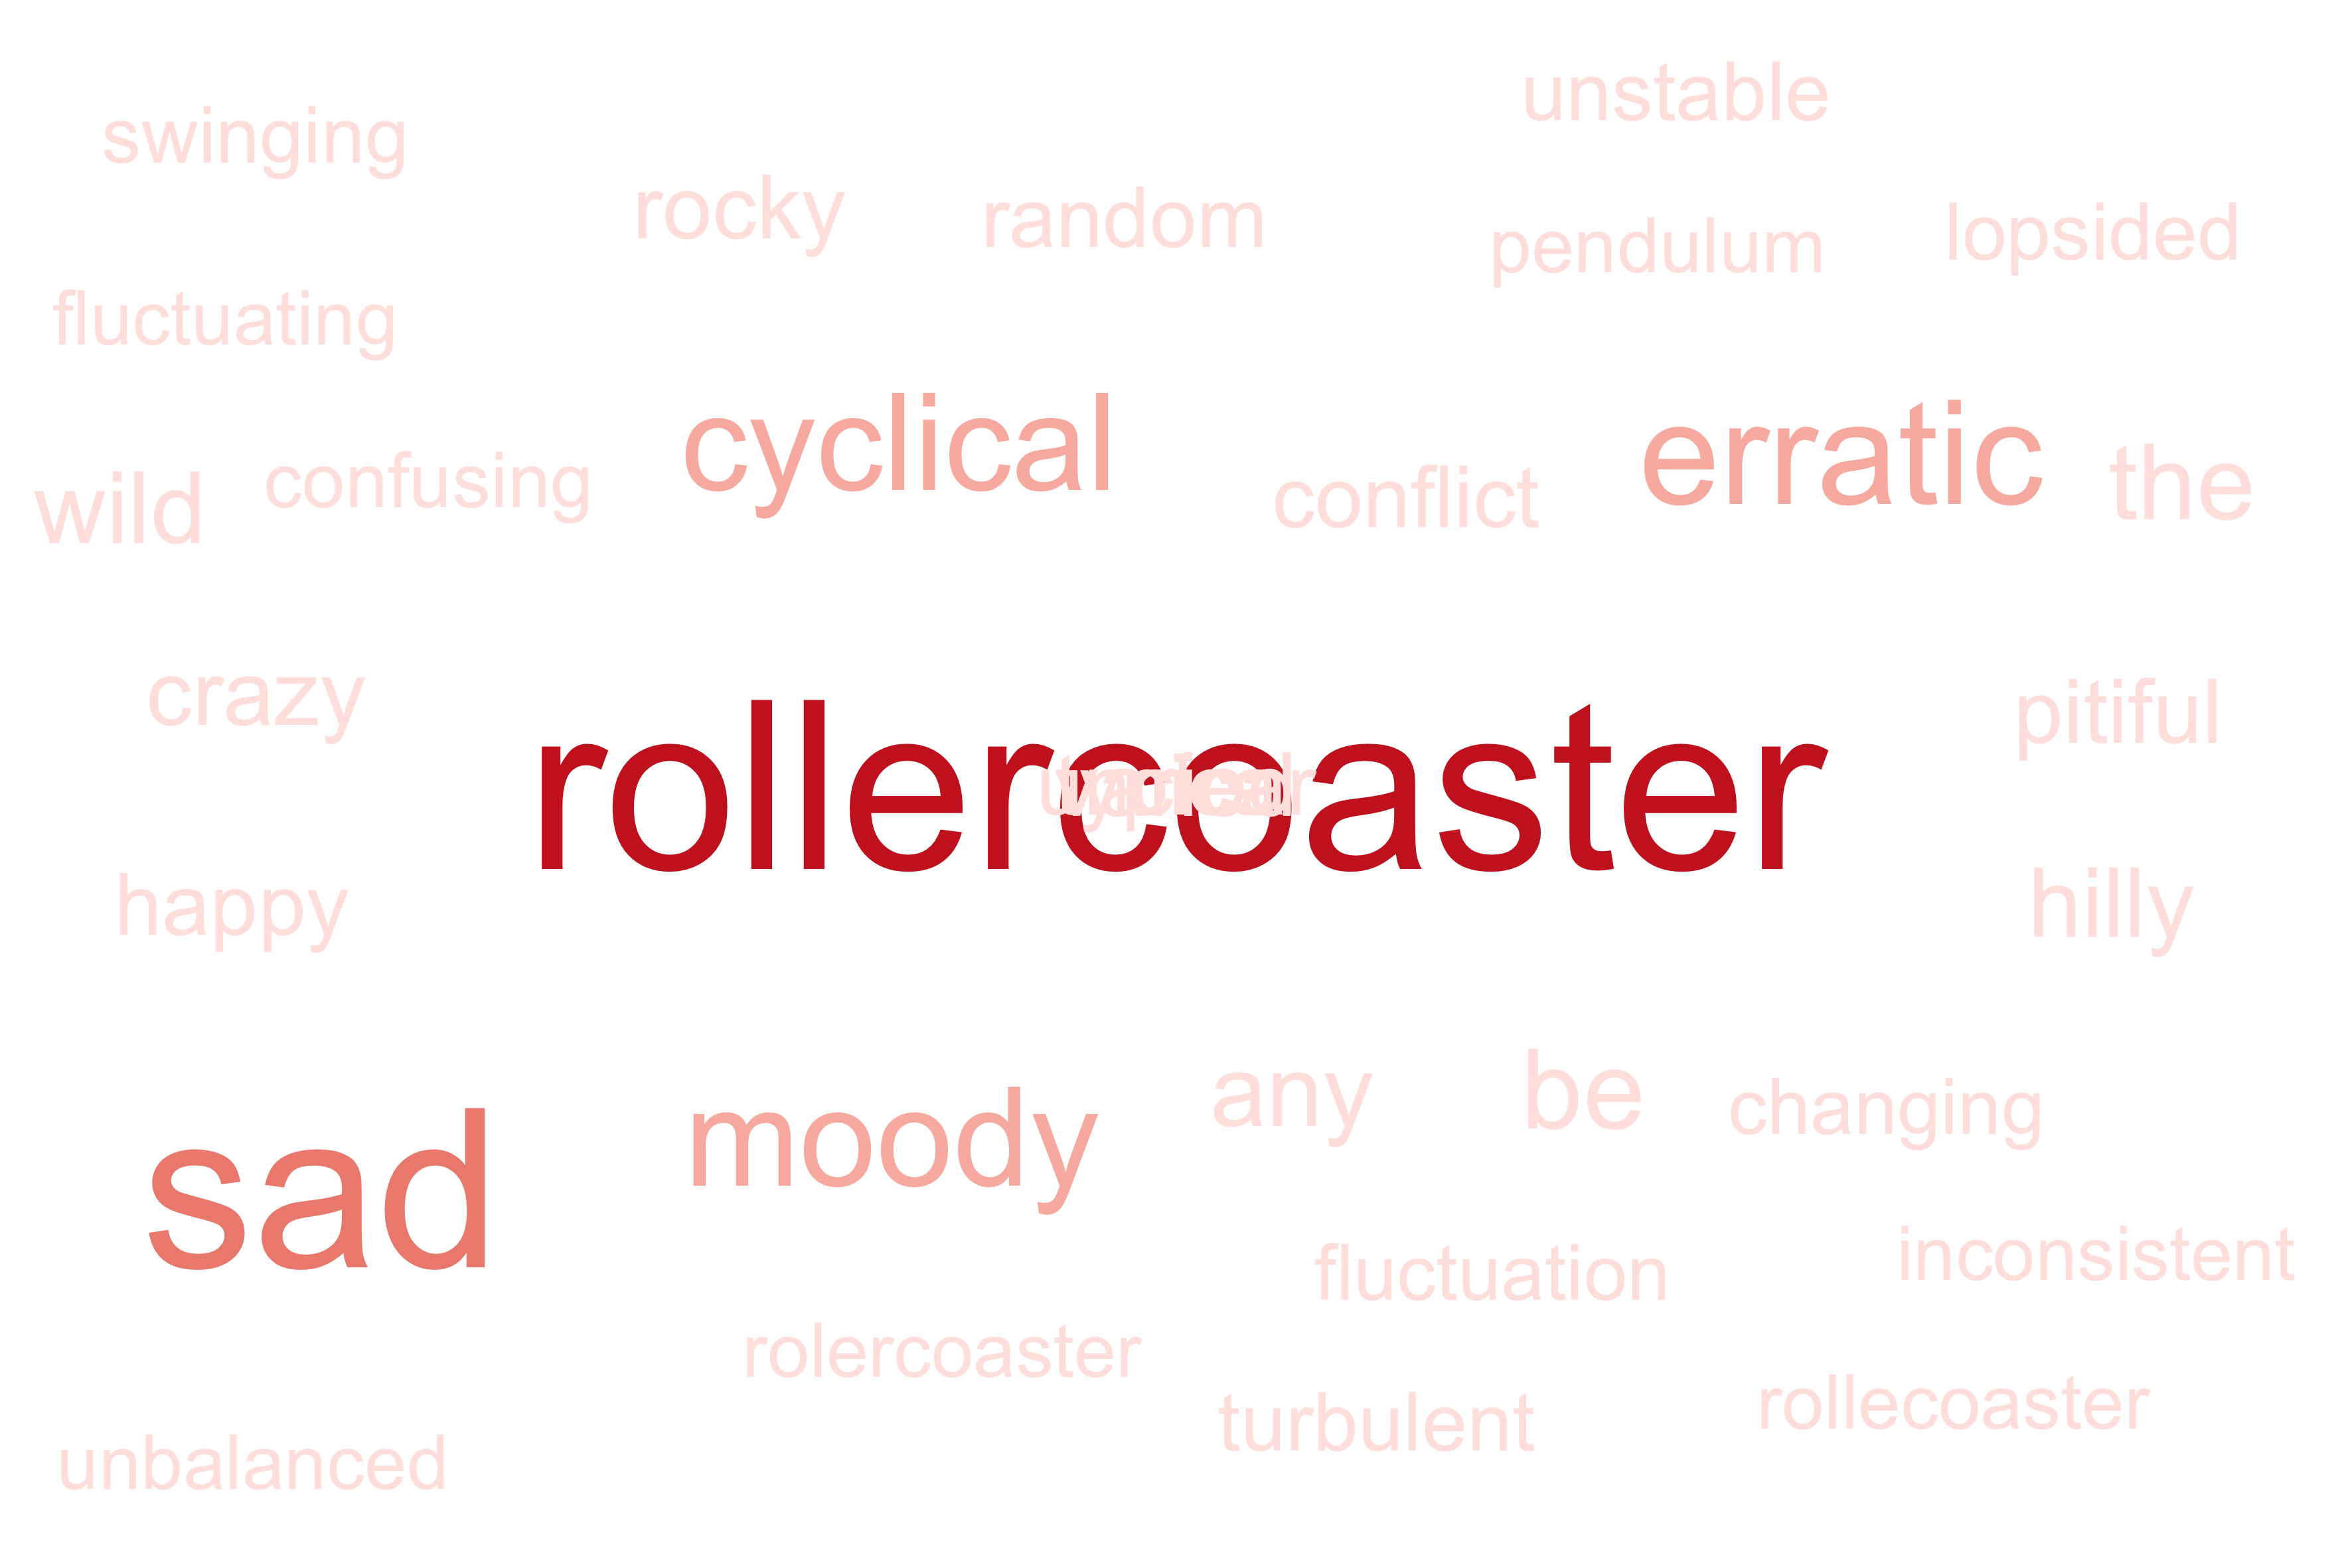 unstable
swinging
rocky
random
pendulum
lopsided
fluctuating
cyclical
erratic
wild
confusing
conflict
the
crazy
pitiful
rollercoaster
happy
hilly
sad
moody
any
be
changing
fluctuation
inconsistent
rolercoaster
turbulent
rollecoaster
unbalanced